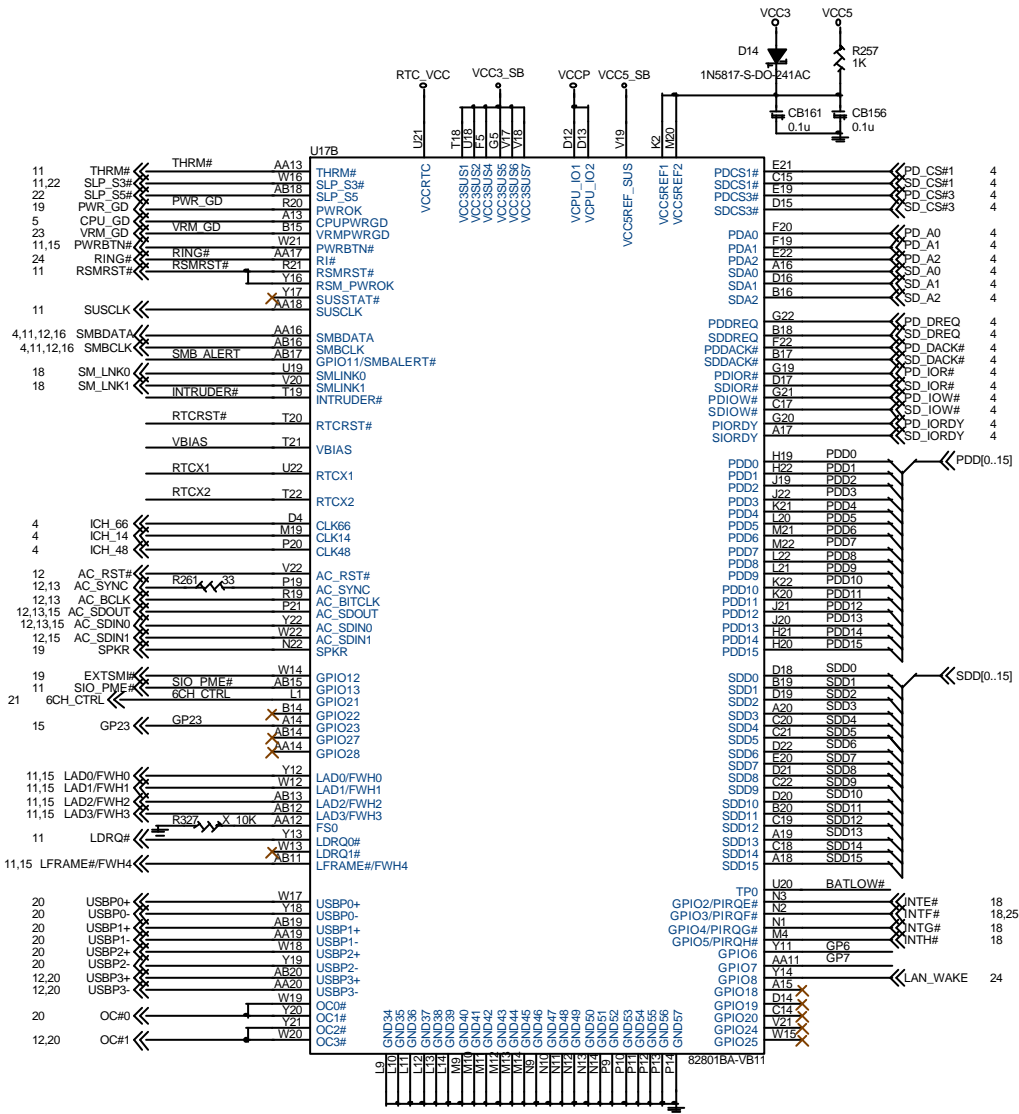 VCC3 VCC5
D14 R257
1K
1N5817-S-DO-241AC
RTC_VCC VCC3_SB VCCP VCC5_SB
CB161 CB156
0.1u 0.1u
U21 T18 U18 F5 G5 V17 V18 D12 D13 V19 K2 M20
U17B
VCCRTC VCC3SUS1 VCC3SUS2 VCC3SUS4 VCC3SUS5 VCC3SUS6 VCC3SUS7 VCPU_IO1 VCPU_IO2 VCC5REF_SUS VCC5REF1 VCC5REF2
11 THRM# THRM# AA13 THRM#
11,22 SLP_S3# W16 SLP_S3#
22 SLP_S5# AB18 SLP_S5
19 PWR_GD PWR_GD R20 PWROK
5 CPU_GD A13 CPUPWRGD
23 VRM_GD VRM_GD B15 VRMPWRGD
11,15 PWRBTN# W21 PWRBTN#
24 RING# RING# AA17 RI#
11 RSMRST# RSMRST# R21 RSMRST#
Y16 RSM_PWROK
Y17 SUSSTAT#
11 SUSCLK AA18 SUSCLK
4,11,12,16 SMBDATA AA16 SMBDATA
4,11,12,16 SMBCLK AB16 SMBCLK
SMB_ALERT AB17 GPIO11/SMBALERT#
18 SM_LNK0 U19 SMLINK0
18 SM_LNK1 V20 SMLINK1
INTRUDER# T19 INTRUDER#
RTCRST# T20 RTCRST#
VBIAS T21 VBIAS
RTCX1 U22 RTCX1
RTCX2 T22 RTCX2
4 ICH_66 D4 CLK66
4 ICH_14 M19 CLK14
4 ICH_48 P20 CLK48
12 AC_RST# V22 AC_RST#
12,13 AC_SYNC R261 33 P19 AC_SYNC
12,13 AC_BCLK R19 AC_BITCLK
12,13,15 AC_SDOUT P21 AC_SDOUT
12,13,15 AC_SDIN0 Y22 AC_SDIN0
12,15 AC_SDIN1 W22 AC_SDIN1
19 SPKR N22 SPKR
19 EXTSMI# W14 GPIO12
11 SIO_PME# SIO_PME# AB15 GPIO13
21 6CH_CTRL 6CH_CTRL L1 GPIO21
B14 GPIO22
15 GP23 GP23 A14 GPIO23
AB14 GPIO27
AA14 GPIO28
11,15 LAD0/FWH0 Y12 LAD0/FWH0
11,15 LAD1/FWH1 W12 LAD1/FWH1
11,15 LAD2/FWH2 AB13 LAD2/FWH2
11,15 LAD3/FWH3 AB12 LAD3/FWH3
R327 X_10K AA12 FS0
11 LDRQ# Y13 LDRQ0#
W13 LDRQ1#
11,15 LFRAME#/FWH4 AB11 LFRAME#/FWH4
20 USBP0+ W17 USBP0+
20 USBP0- Y18 USBP0-
20 USBP1+ AB19 USBP1+
20 USBP1- AA19 USBP1-
20 USBP2+ W18 USBP2+
20 USBP2- Y19 USBP2-
12,20 USBP3+ AB20 USBP3+
12,20 USBP3- AA20 USBP3-
W19 OC0#
20 OC#0 Y20 OC1#
Y21 OC2#
12,20 OC#1 W20 OC3#
PDCS1# E21 PD_CS#1 4
SDCS1# C15 SD_CS#1 4
PDCS3# E19 PD_CS#3 4
SDCS3# D15 SD_CS#3 4
PDA0 F20 PD_A0 4
PDA1 F19 PD_A1 4
PDA2 E22 PD_A2 4
SDA0 A16 SD_A0 4
SDA1 D16 SD_A1 4
SDA2 B16 SD_A2 4
PDDREQ G22 PD_DREQ 4
SDDREQ B18 SD_DREQ 4
PDDACK# F22 PD_DACK# 4
SDDACK# B17 SD_DACK# 4
PDIOR# G19 PD_IOR# 4
SDIOR# D17 SD_IOR# 4
PDIOW# G21 PD_IOW# 4
SDIOW# C17 SD_IOW# 4
PIORDY G20 PD_IORDY 4
SIORDY A17 SD_IORDY 4
PDD0 H19 PDD0 PDD[0..15]
PDD1 H22 PDD1
PDD2 J19 PDD2
PDD3 J22 PDD3
PDD4 K21 PDD4
PDD5 L20 PDD5
PDD6 M21 PDD6
PDD7 M22 PDD7
PDD8 L22 PDD8
PDD9 L21 PDD9
PDD10 K22 PDD10
PDD11 K20 PDD11
PDD12 J21 PDD12
PDD13 J20 PDD13
PDD14 H21 PDD14
PDD15 H20 PDD15
SDD0 D18 SDD0 SDD[0..15]
SDD1 B19 SDD1
SDD2 D19 SDD2
SDD3 A20 SDD3
SDD4 C20 SDD4
SDD5 C21 SDD5
SDD6 D22 SDD6
SDD7 E20 SDD7
SDD8 D21 SDD8
SDD9 C22 SDD9
SDD10 D20 SDD10
SDD11 B20 SDD11
SDD12 C19 SDD12
SDD13 A19 SDD13
SDD14 C18 SDD14
SDD15 A18 SDD15
TP0 U20 BATLOW#
GPIO2/PIRQE# N3 INTE# 18
GPIO3/PIRQF# N2 INTF# 18,25
GPIO4/PIRQG# N1 INTG# 18
GPIO5/PIRQH# M4 INTH# 18
GPIO6 Y11 GP6
GPIO7 AA11 GP7
GPIO8 Y14 LAN_WAKE 24
GPIO18 A15
GPIO19 D14
GPIO20 C14
GPIO24 V21
GPIO25 W15
GND34 GND35 GND36 GND37 GND38 GND39 GND40 GND41 GND42 GND43 GND44 GND45 GND46 GND47 GND48 GND49 GND50 GND51 GND52 GND53 GND54 GND55 GND56 GND57
82801BA-VB11
L9 L10 L11 L12 L13 L14 M9 M10 M11 M12 M13 M14 N9 N10 N11 N12 N13 N14 P9 P10 P11 P12 P13 P14